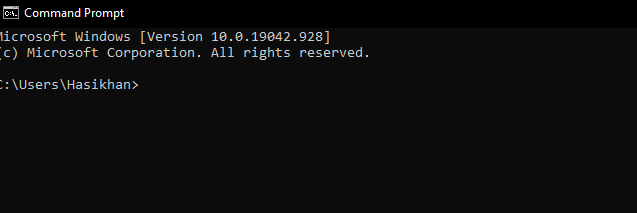 Command Prompt
Microsoft Windows [Version 10.0.19042.928]
(c) Microsoft Corporation. All rights reserved.
C:\Users\Hasikhan>